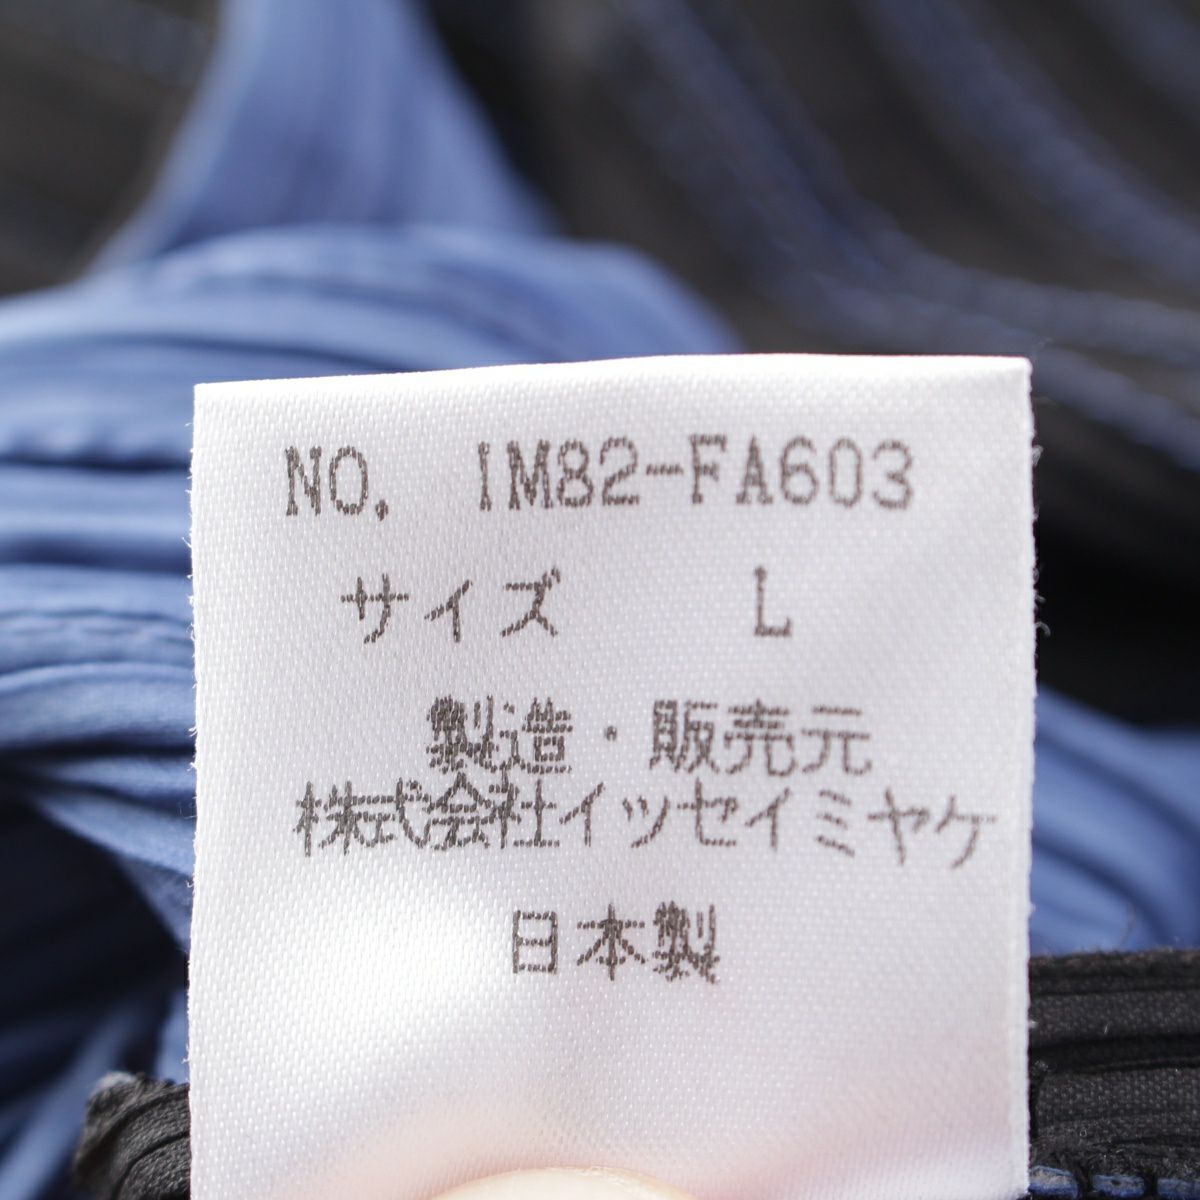 NO. IM82-FA603
サイズ L
製造・販売元
株式会社イッセイミヤケ
日本製